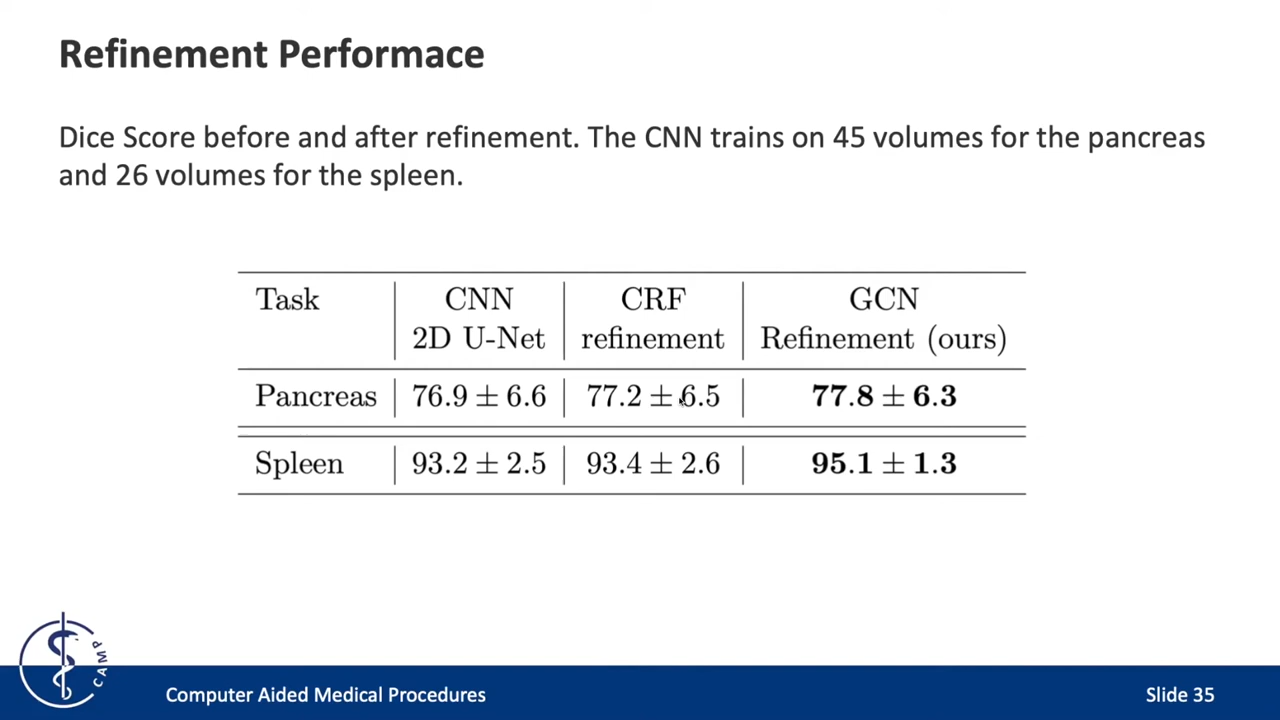 Refinement Performace
Dice Score before and after refinement. The CNN trains on 45 volumes for the pancreas
and 26 volumes for the spleen.
Task CNN CRF GCN
2D U-Net refinement Refinement (ours)
Pancreas 76.9 ± 6.6 77.2 ± 6.5 77.8 ± 6.3
Spleen 93.2 ± 2.5 93.4 ± 2.6 95.1 ± 1.3
CAMP
Computer Aided Medical Procedures Slide 35